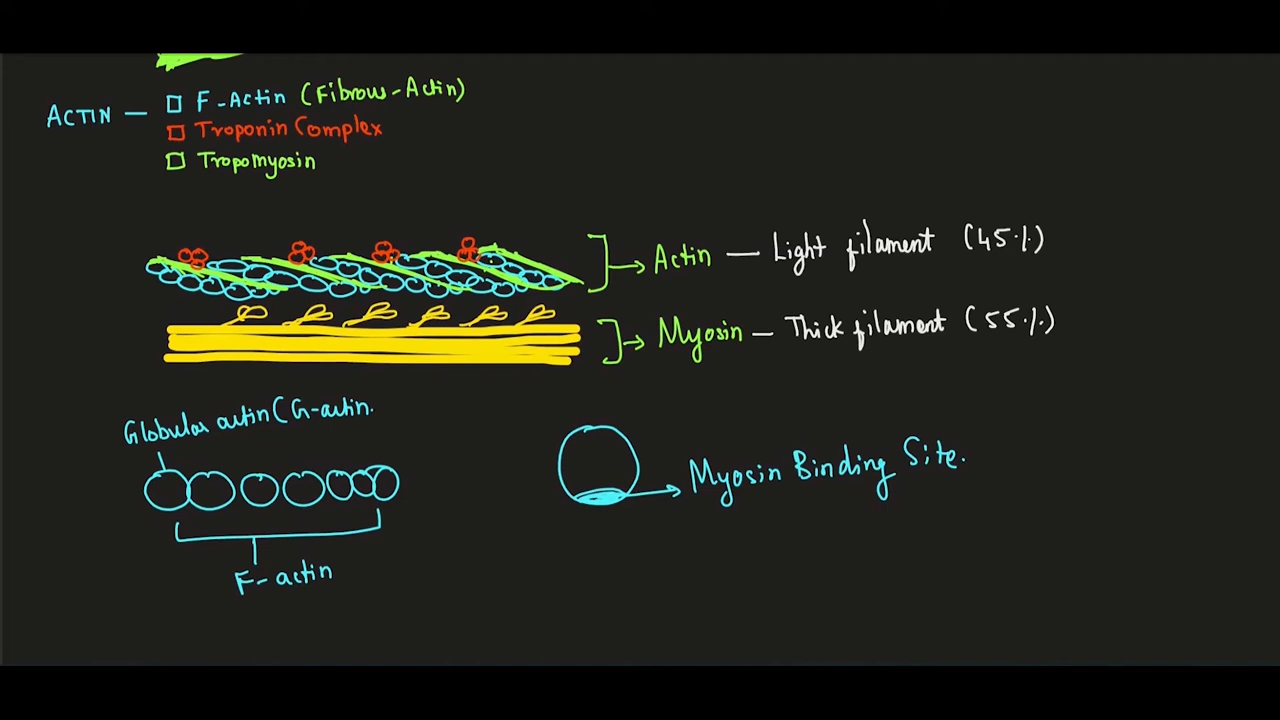 ACTIN — □ F-Actin (Fibrous-Actin)
□ Troponin Complex
□ Tropomyosin
Actin — Light filament (45%)
Myosin — Thick filament (55%)
Globular actin (G-actin.
Myosin Binding Site.
F-actin